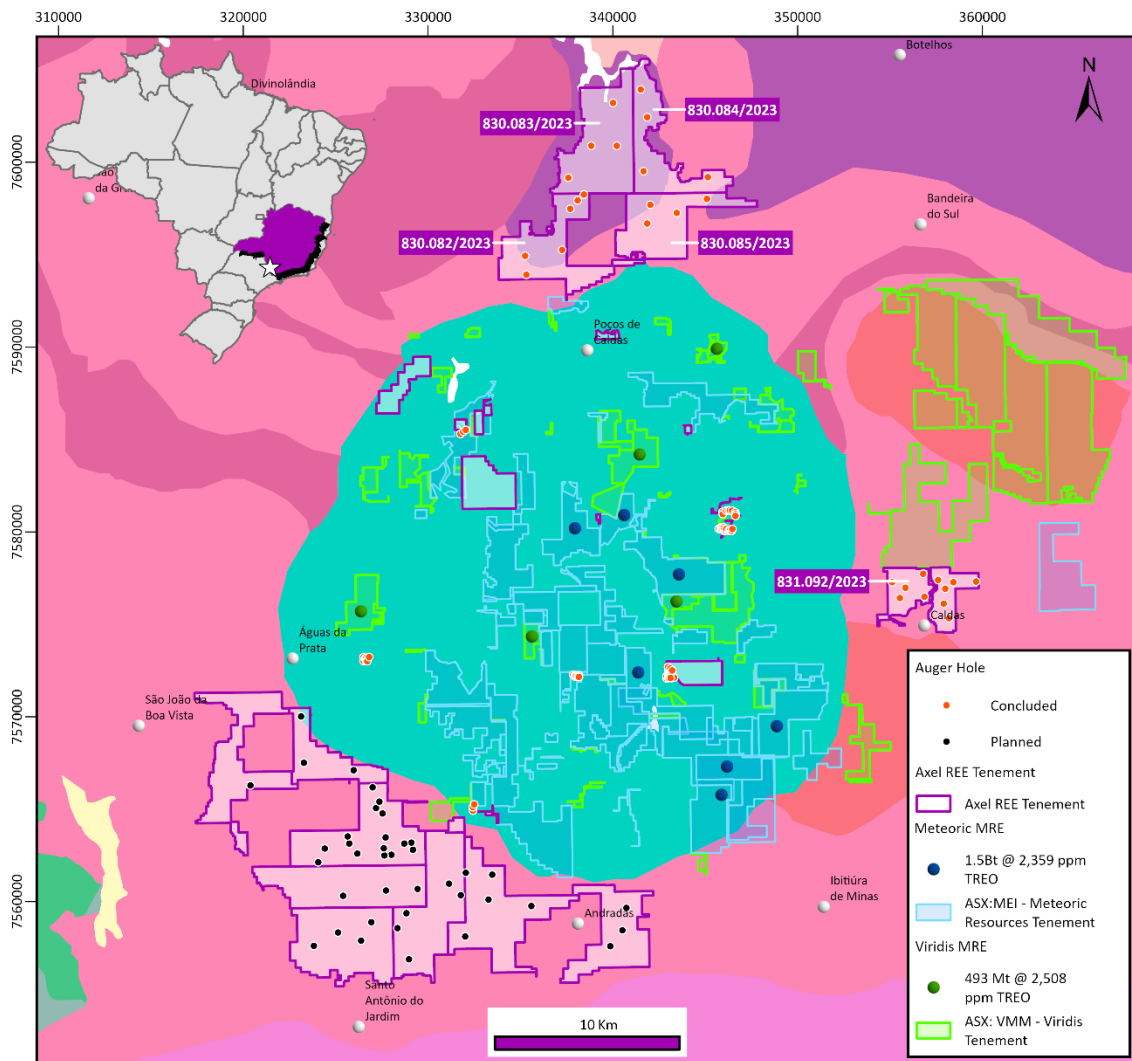 310000
320000
330000
340000
350000
360000
7600000
7590000
7580000
7570000
7560000
Botelhos
N
Divinolândia
da
830.083/2023
830.084/2023
Bandeira
do Sul
830.082/2023
830.085/2023
Poços de
Caldas
831.092/2023
Caldas
Águas da
Prata
São João da
Boa Vista
Ibitiúra
de Minas
Andradas
Santo
Antônio do
Jardim
10 Km
Auger Hole
Concluded
Planned
Axel REE Tenement
Axel REE Tenement
Meteoric MRE
1.5Bt @ 2,359 ppm
TREO
ASX:MEI - Meteoric
Resources Tenement
Viridis MRE
493 Mt @ 2,508
ppm TREO
ASX: VMM - Viridis
Tenement